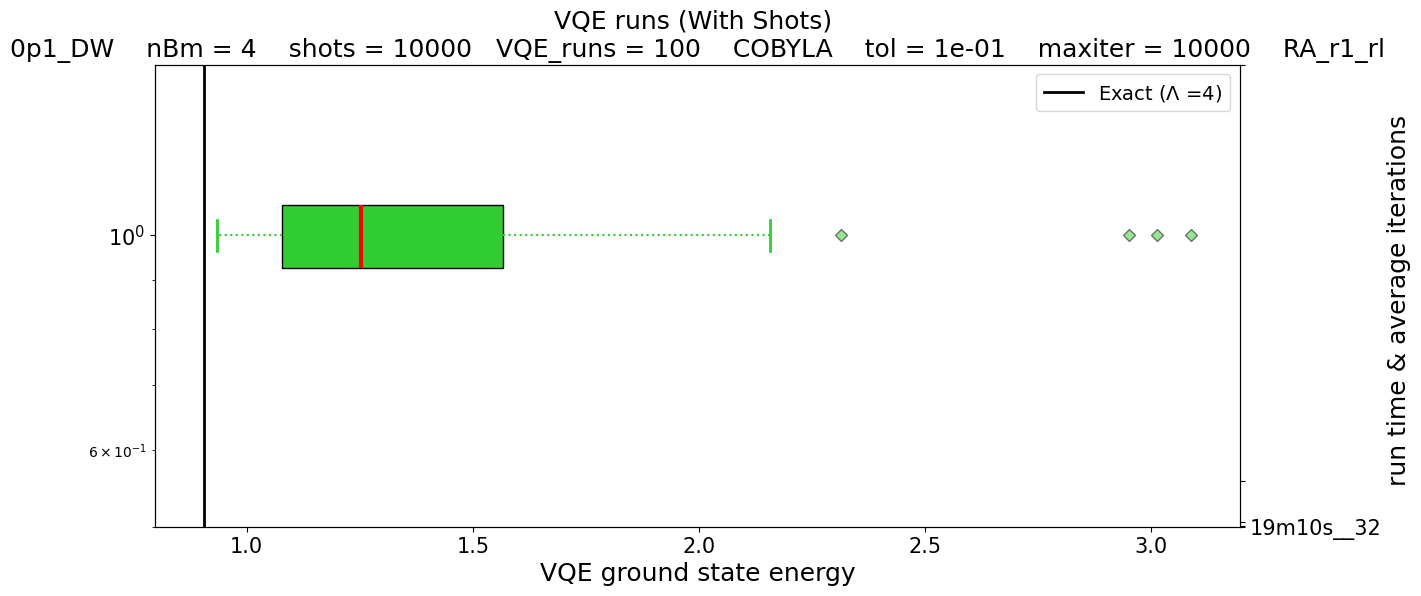 VQE runs (With Shots)
0p1_DW nBm = 4 shots = 10000 VQE_runs = 100 COBYLA tol = 1e-01 maxiter = 10000 RA_r1_rl
Exact (Λ =4)
10⁰
6 × 10⁻¹
1.0 1.5 2.0 2.5 3.0
VQE ground state energy
19m10s__32
run time & average iterations